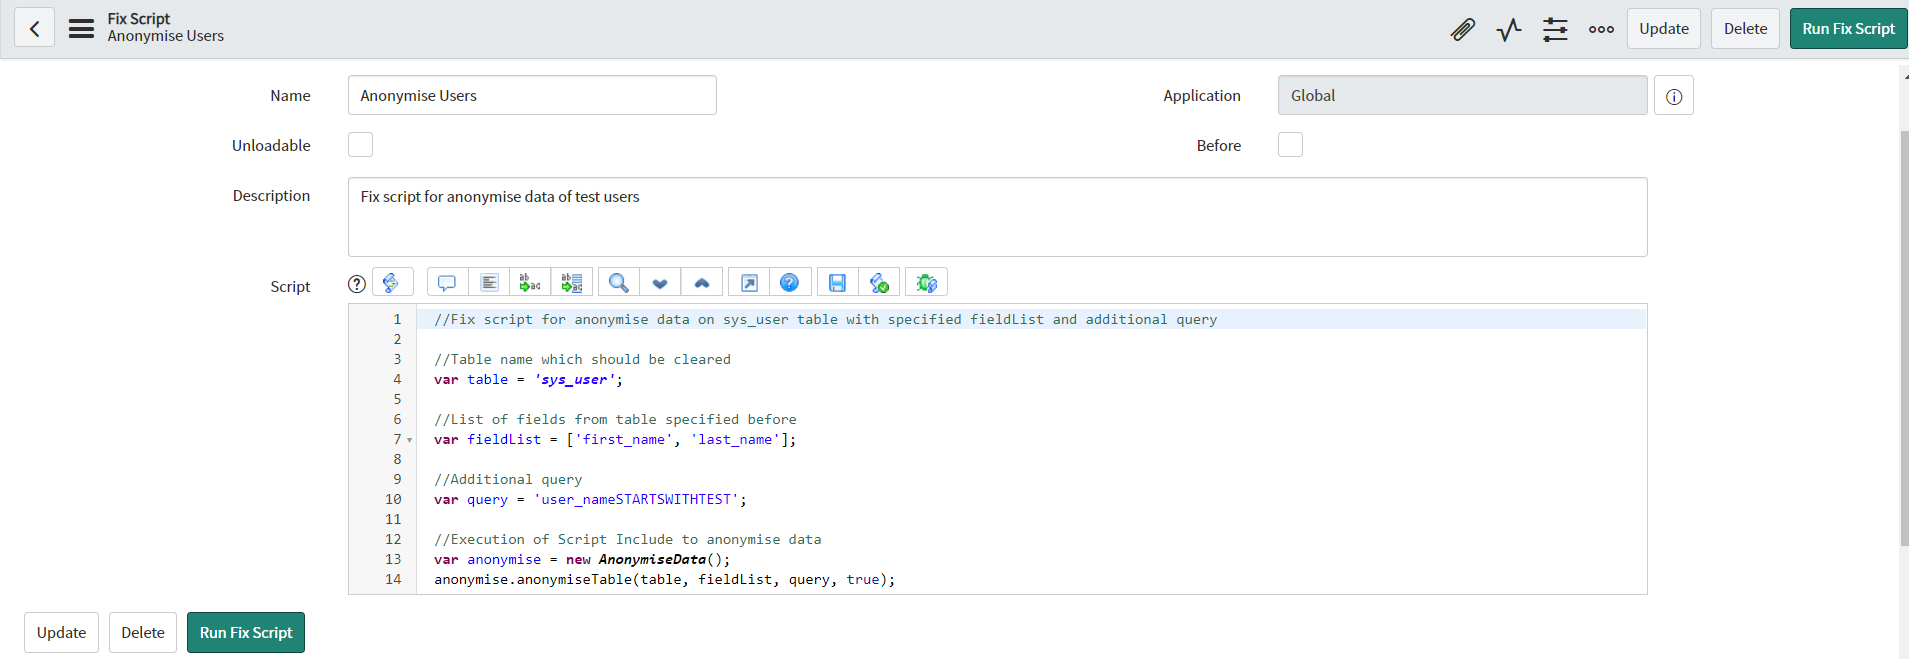 Fix Script
Anonymise Users
Update
Delete
Run Fix Script
Name
Anonymise Users
Application
Global
Unloadable
Before
Description
Fix script for anonymise data of test users
Script
1 //Fix script for anonymise data on sys_user table with specified fieldList and additional query
2
3 //Table name which should be cleared
4 var table = 'sys_user';
5
6 //List of fields from table specified before
7 var fieldList = ['first_name', 'last_name'];
8
9 //Additional query
10 var query = 'user_nameSTARTSWITHTEST';
11
12 //Execution of Script Include to anonymise data
13 var anonymise = new AnonymiseData();
14 anonymise.anonymiseTable(table, fieldList, query, true);
Update
Delete
Run Fix Script